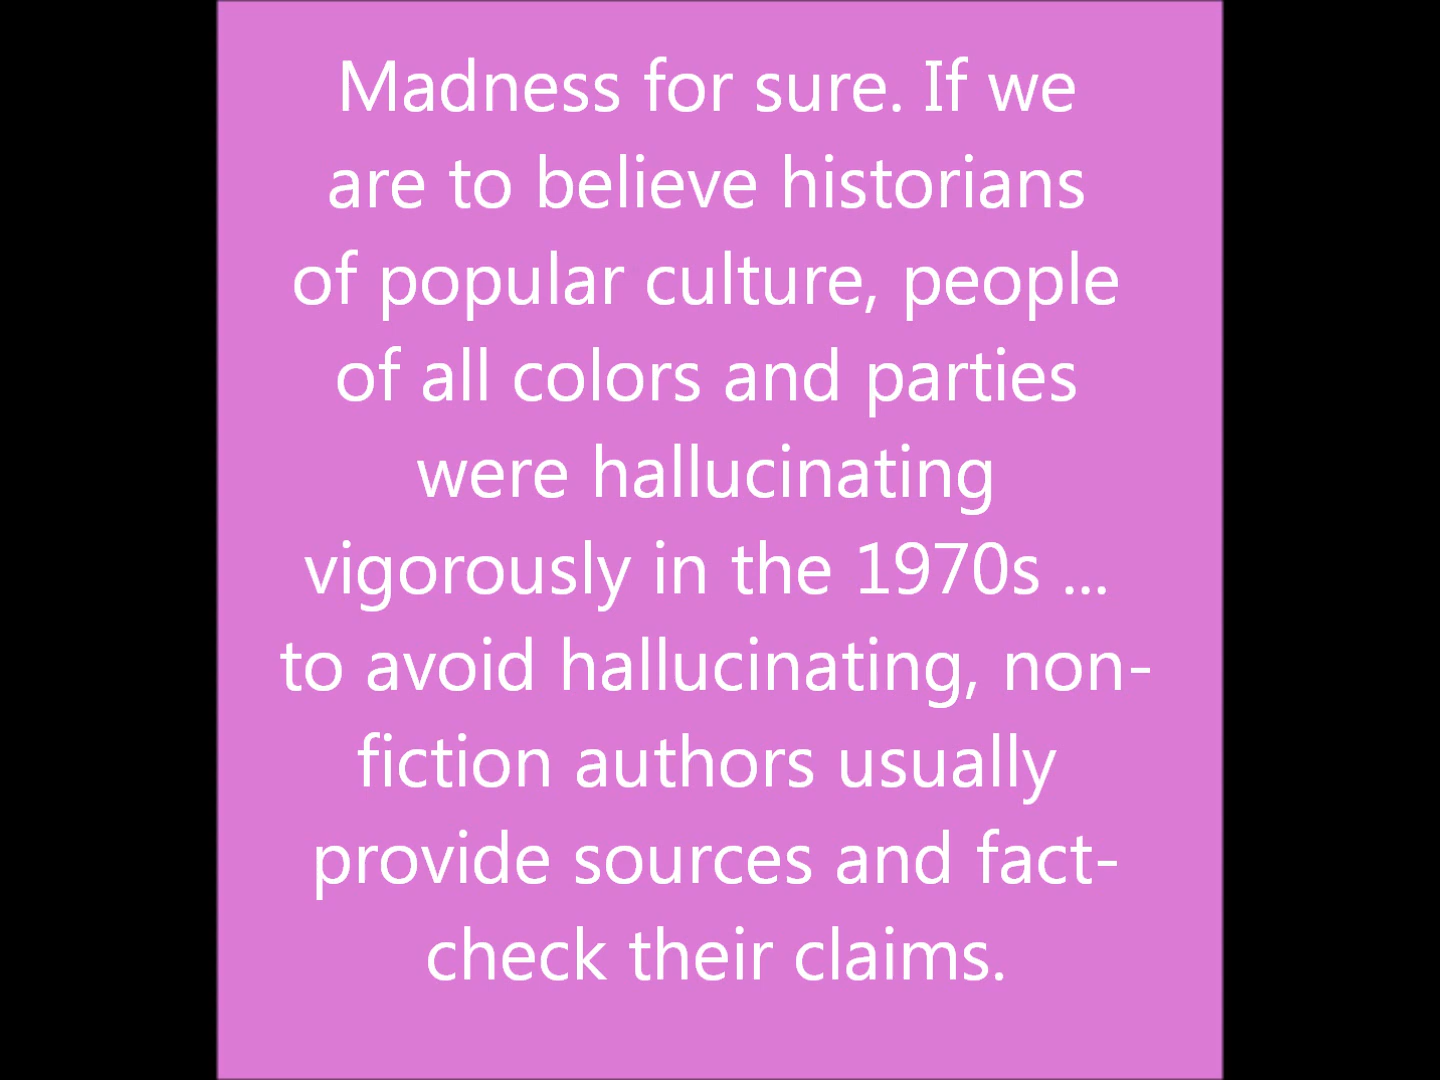 Madness for sure. If we
are to believe historians
of popular culture, people
of all colors and parties
were hallucinating
vigorously in the 1970s ...
to avoid hallucinating, non-
fiction authors usually
provide sources and fact-
check their claims.